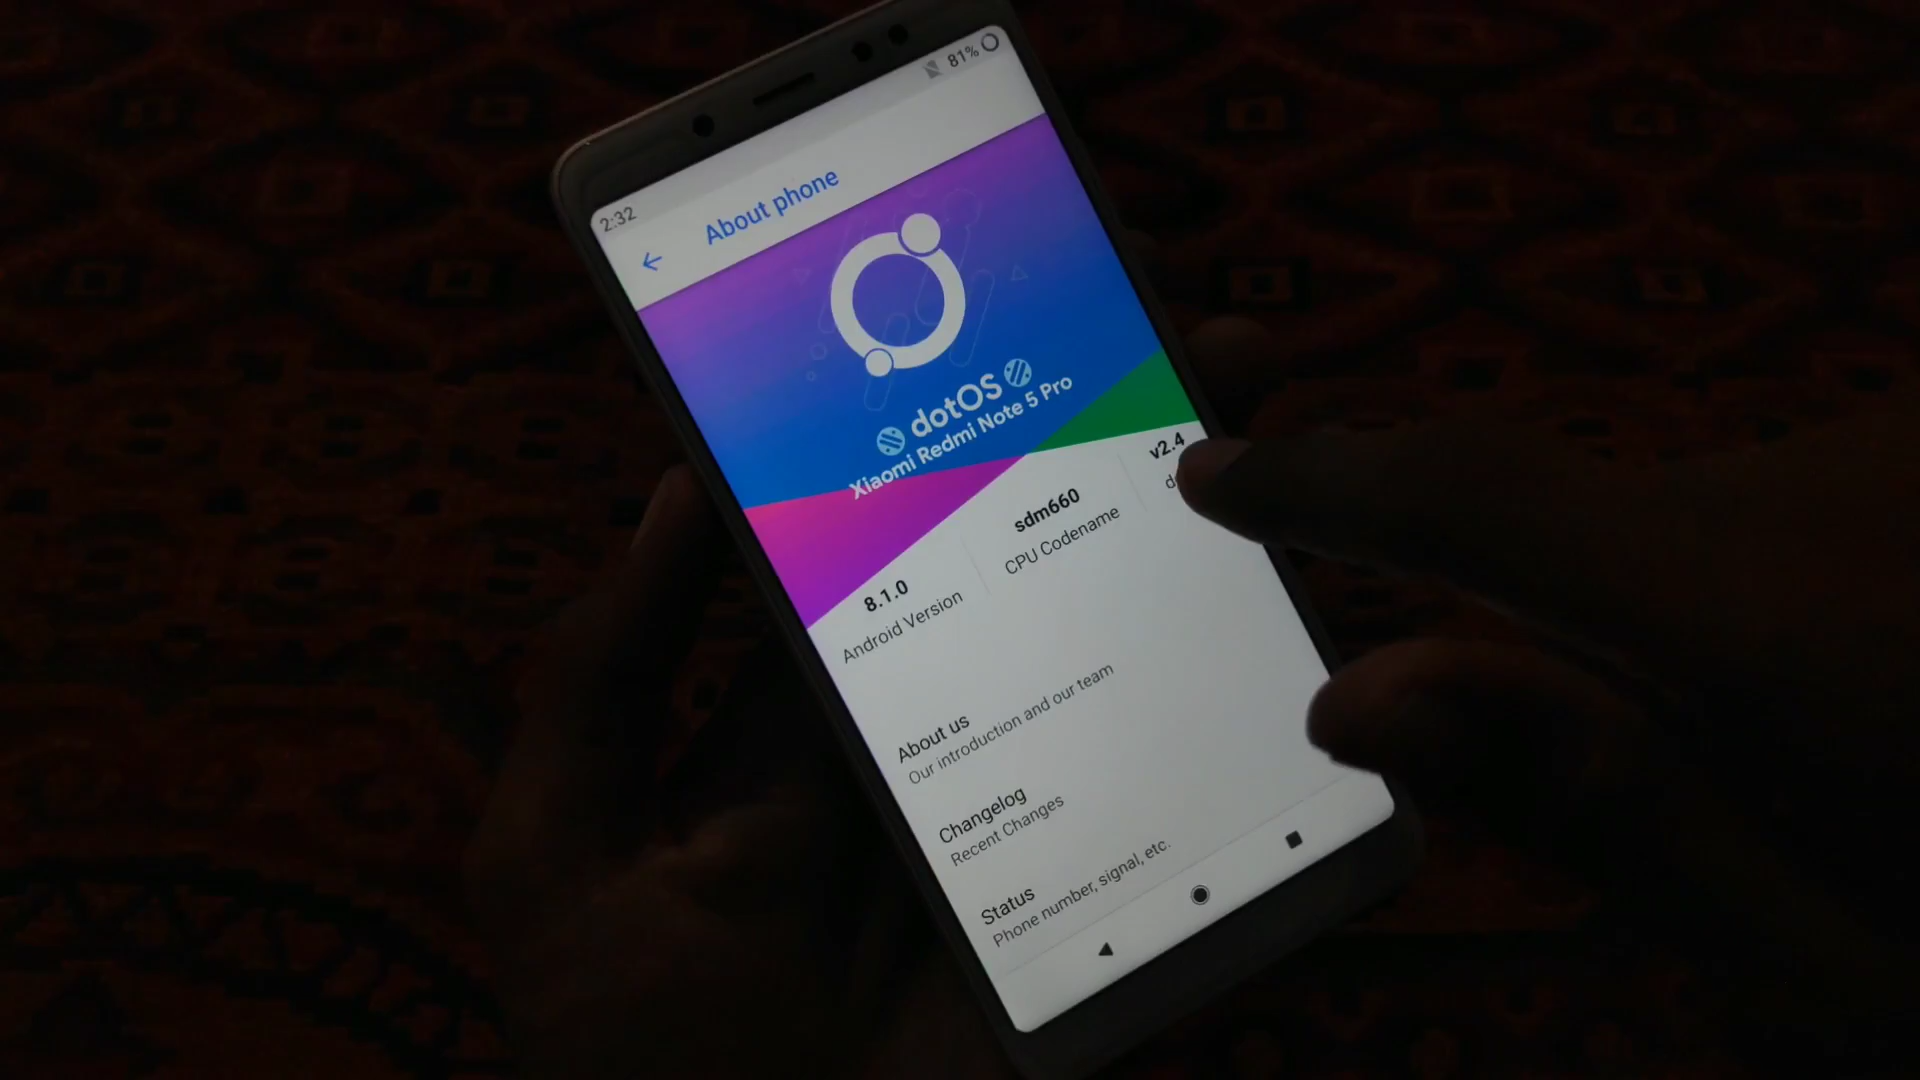 2:32
81%
About phone
dotOS
Xiaomi Redmi Note 5 Pro
8.1.0
Android Version
sdm660
CPU Codename
v2.4
About us
Our introduction and our team
Changelog
Recent Changes
Status
Phone number, signal, etc.